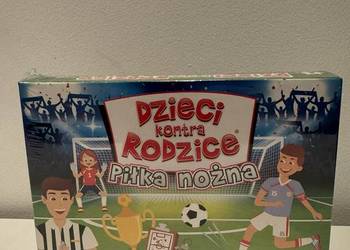 DZIECI
kontra
RODZICE®
PIŁKA NOŻNA